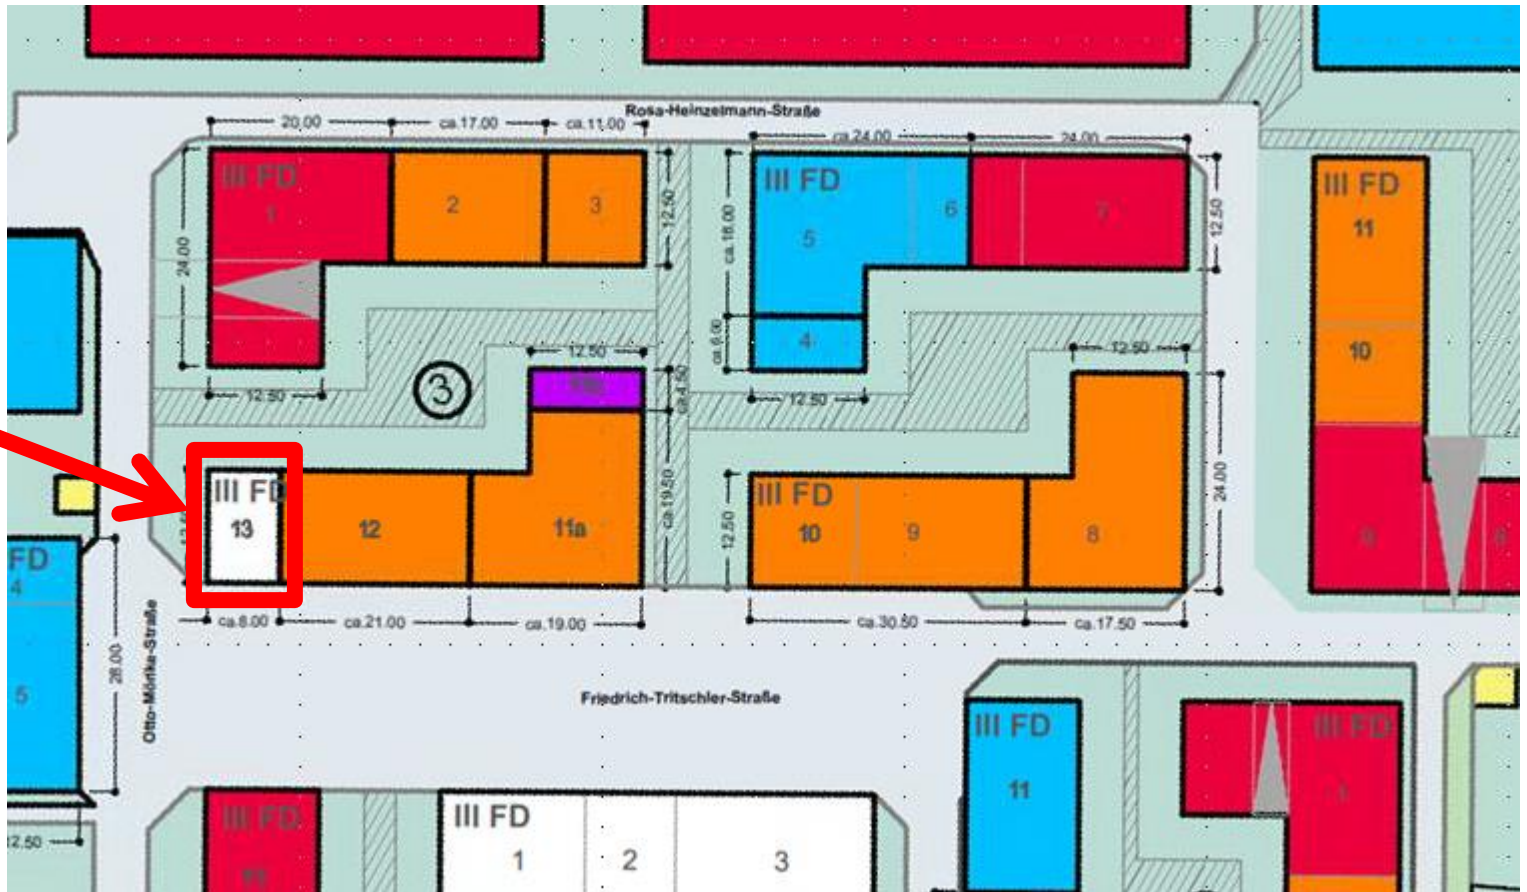 Rosa-Heinzelmann-Straße
20.00
ca.17.00
ca.11.00
ca.24.00
24.00
III FD
1
2
3
12.50
24.00
12.50
ca.18.00
III FD
5
6
7
12.50
4
ca.6.00
12.50
III FD
11
10
3
12.50
ca.4.50
12.50
III FD
13
12
11a
ca.19.50
12.50
III FD
10
9
8
24.00
ca.8.00
ca.21.00
ca.19.00
ca.30.50
ca.17.50
FD
4
5
28.00
12.50
Otto-Mörike-Straße
Friedrich-Tritschler-Straße
III FD
III FD
1
2
3
III FD
11
III FD
1